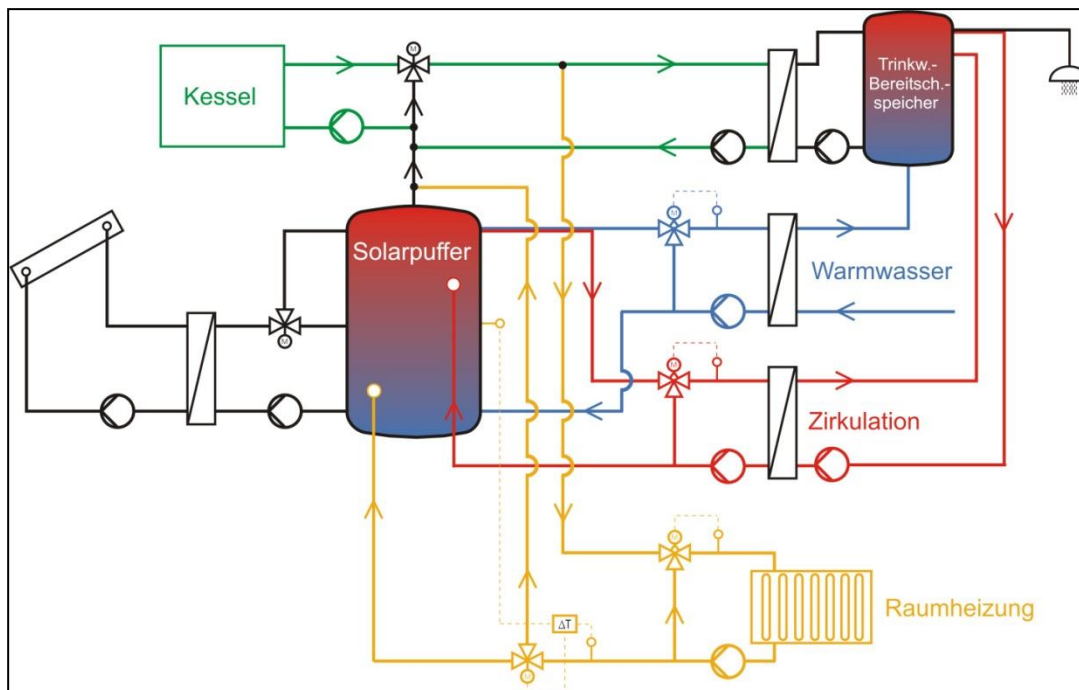 Kessel
Trinkw.-
Bereitsch.-
speicher
M
Solarpuffer
M
Warmwasser
M
M
Zirkulation
M
Raumheizung
ΔT
M